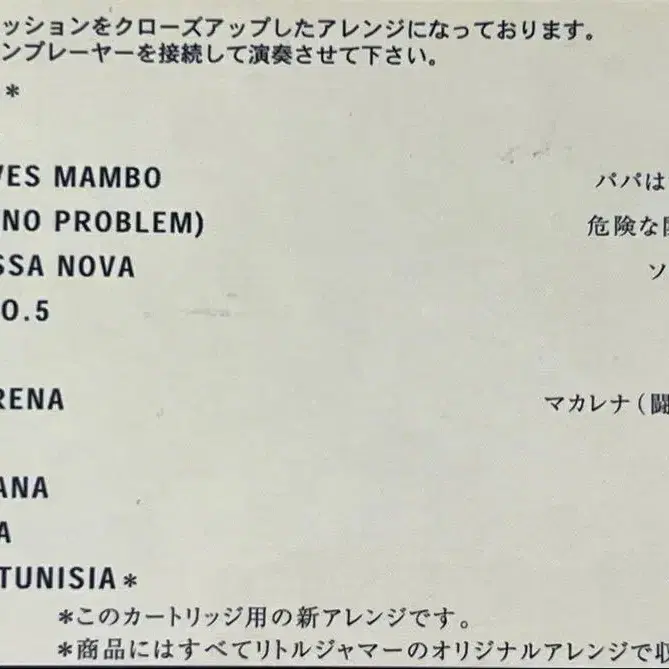 ッションをクローズアップしたアレンジになっております。
ンプレーヤーを接続して演奏させて下さい。
*
VES MAMBO パパは
NO PROBLEM) 危険な関
SSA NOVA ソ
O.5
RENA マカレナ(闘
ANA
A
TUNISIA*
*このカートリッジ用の新アレンジです。
*商品にはすべてリトルジャマーのオリジナルアレンジで収